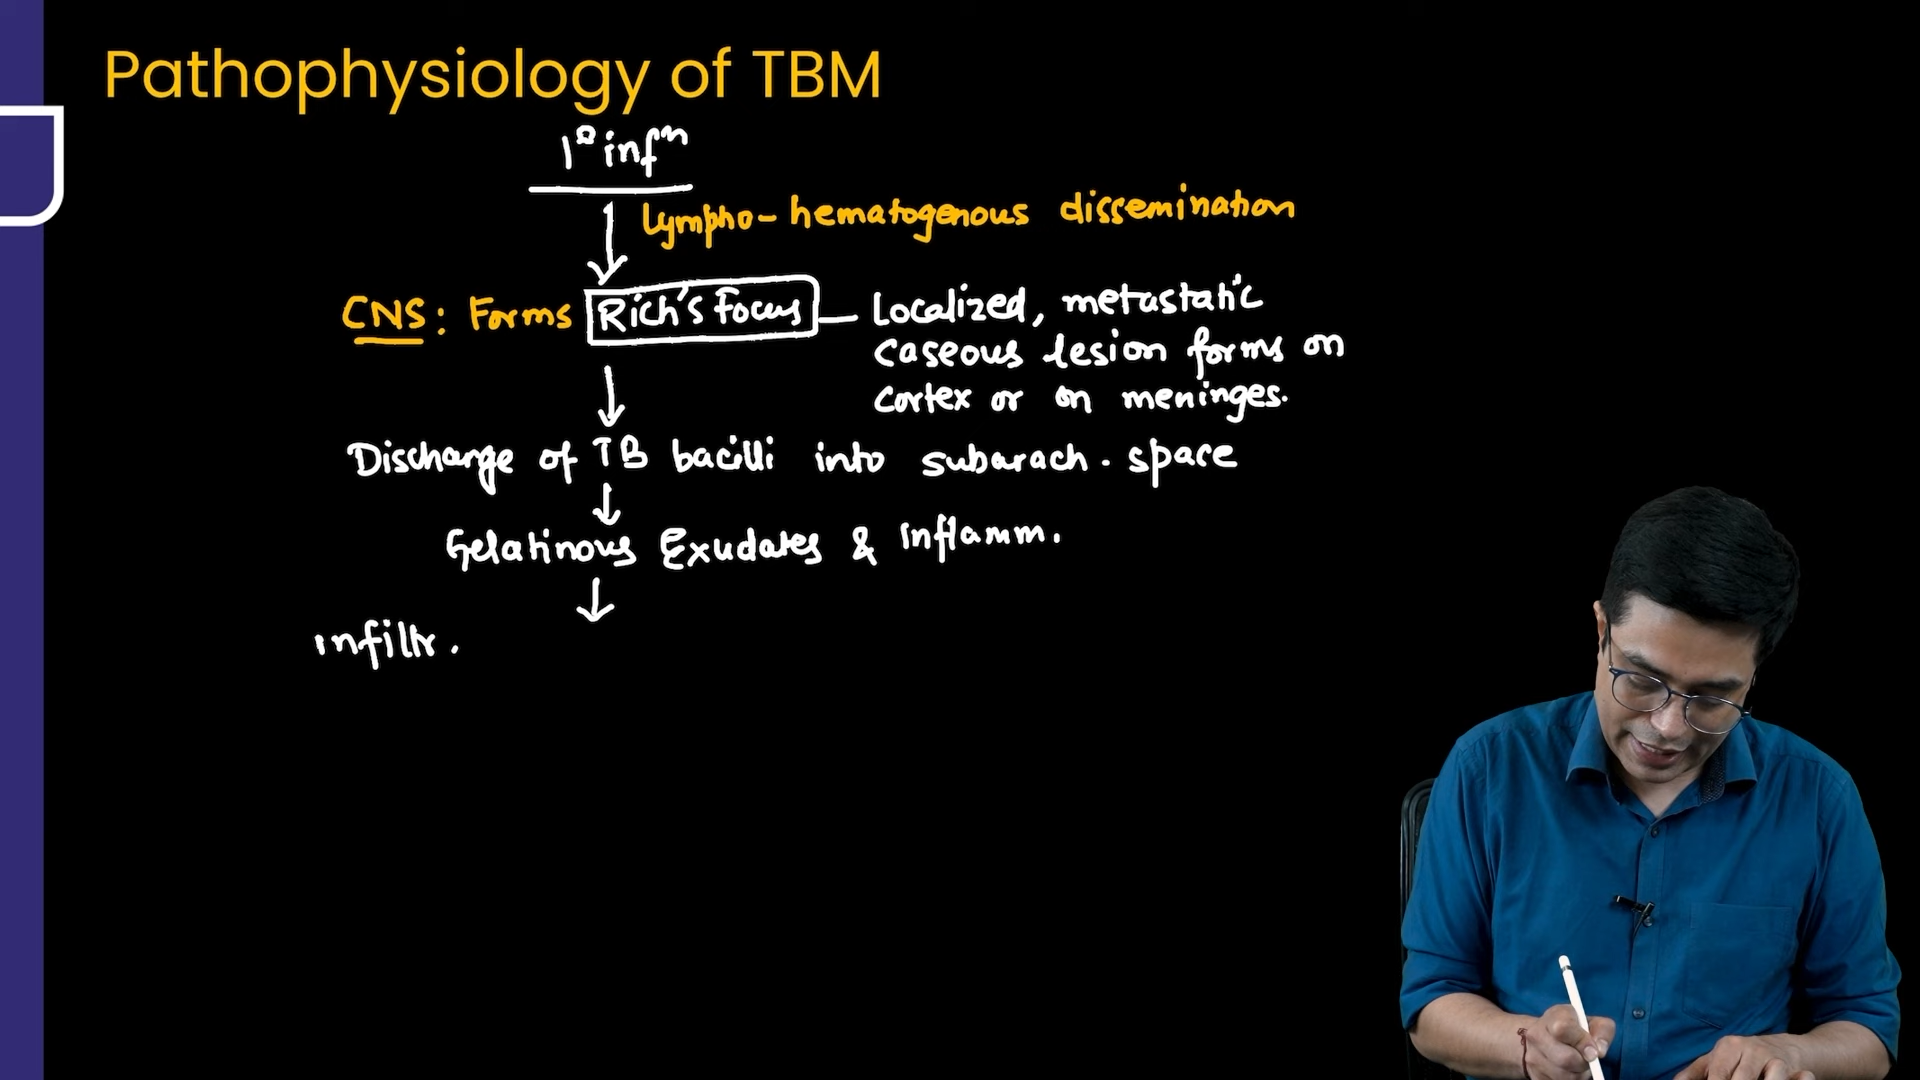 Pathophysiology of TBM
1° infn
Lympho-hematogenous dissemination
CNS: Forms Rich's Focus — Localized, metastatic
caseous lesion forms on
cortex or on meninges.
Discharge of TB bacilli into subarach. space
Gelatinous Exudates & Inflamm.
infiltr.